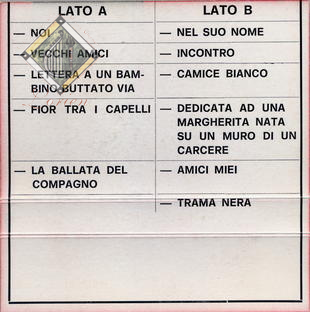 LATO A
— NOI
— VECCHI AMICI
— LETTERA A UN BAM-
BINO BUTTATO VIA
— FIOR TRA I CAPELLI
— LA BALLATA DEL
COMPAGNO
LATO B
— NEL SUO NOME
— INCONTRO
— CAMICE BIANCO
— DEDICATA AD UNA
MARGHERITA NATA
SU UN MURO DI UN
CARCERE
— AMICI MIEI
— TRAMA NERA